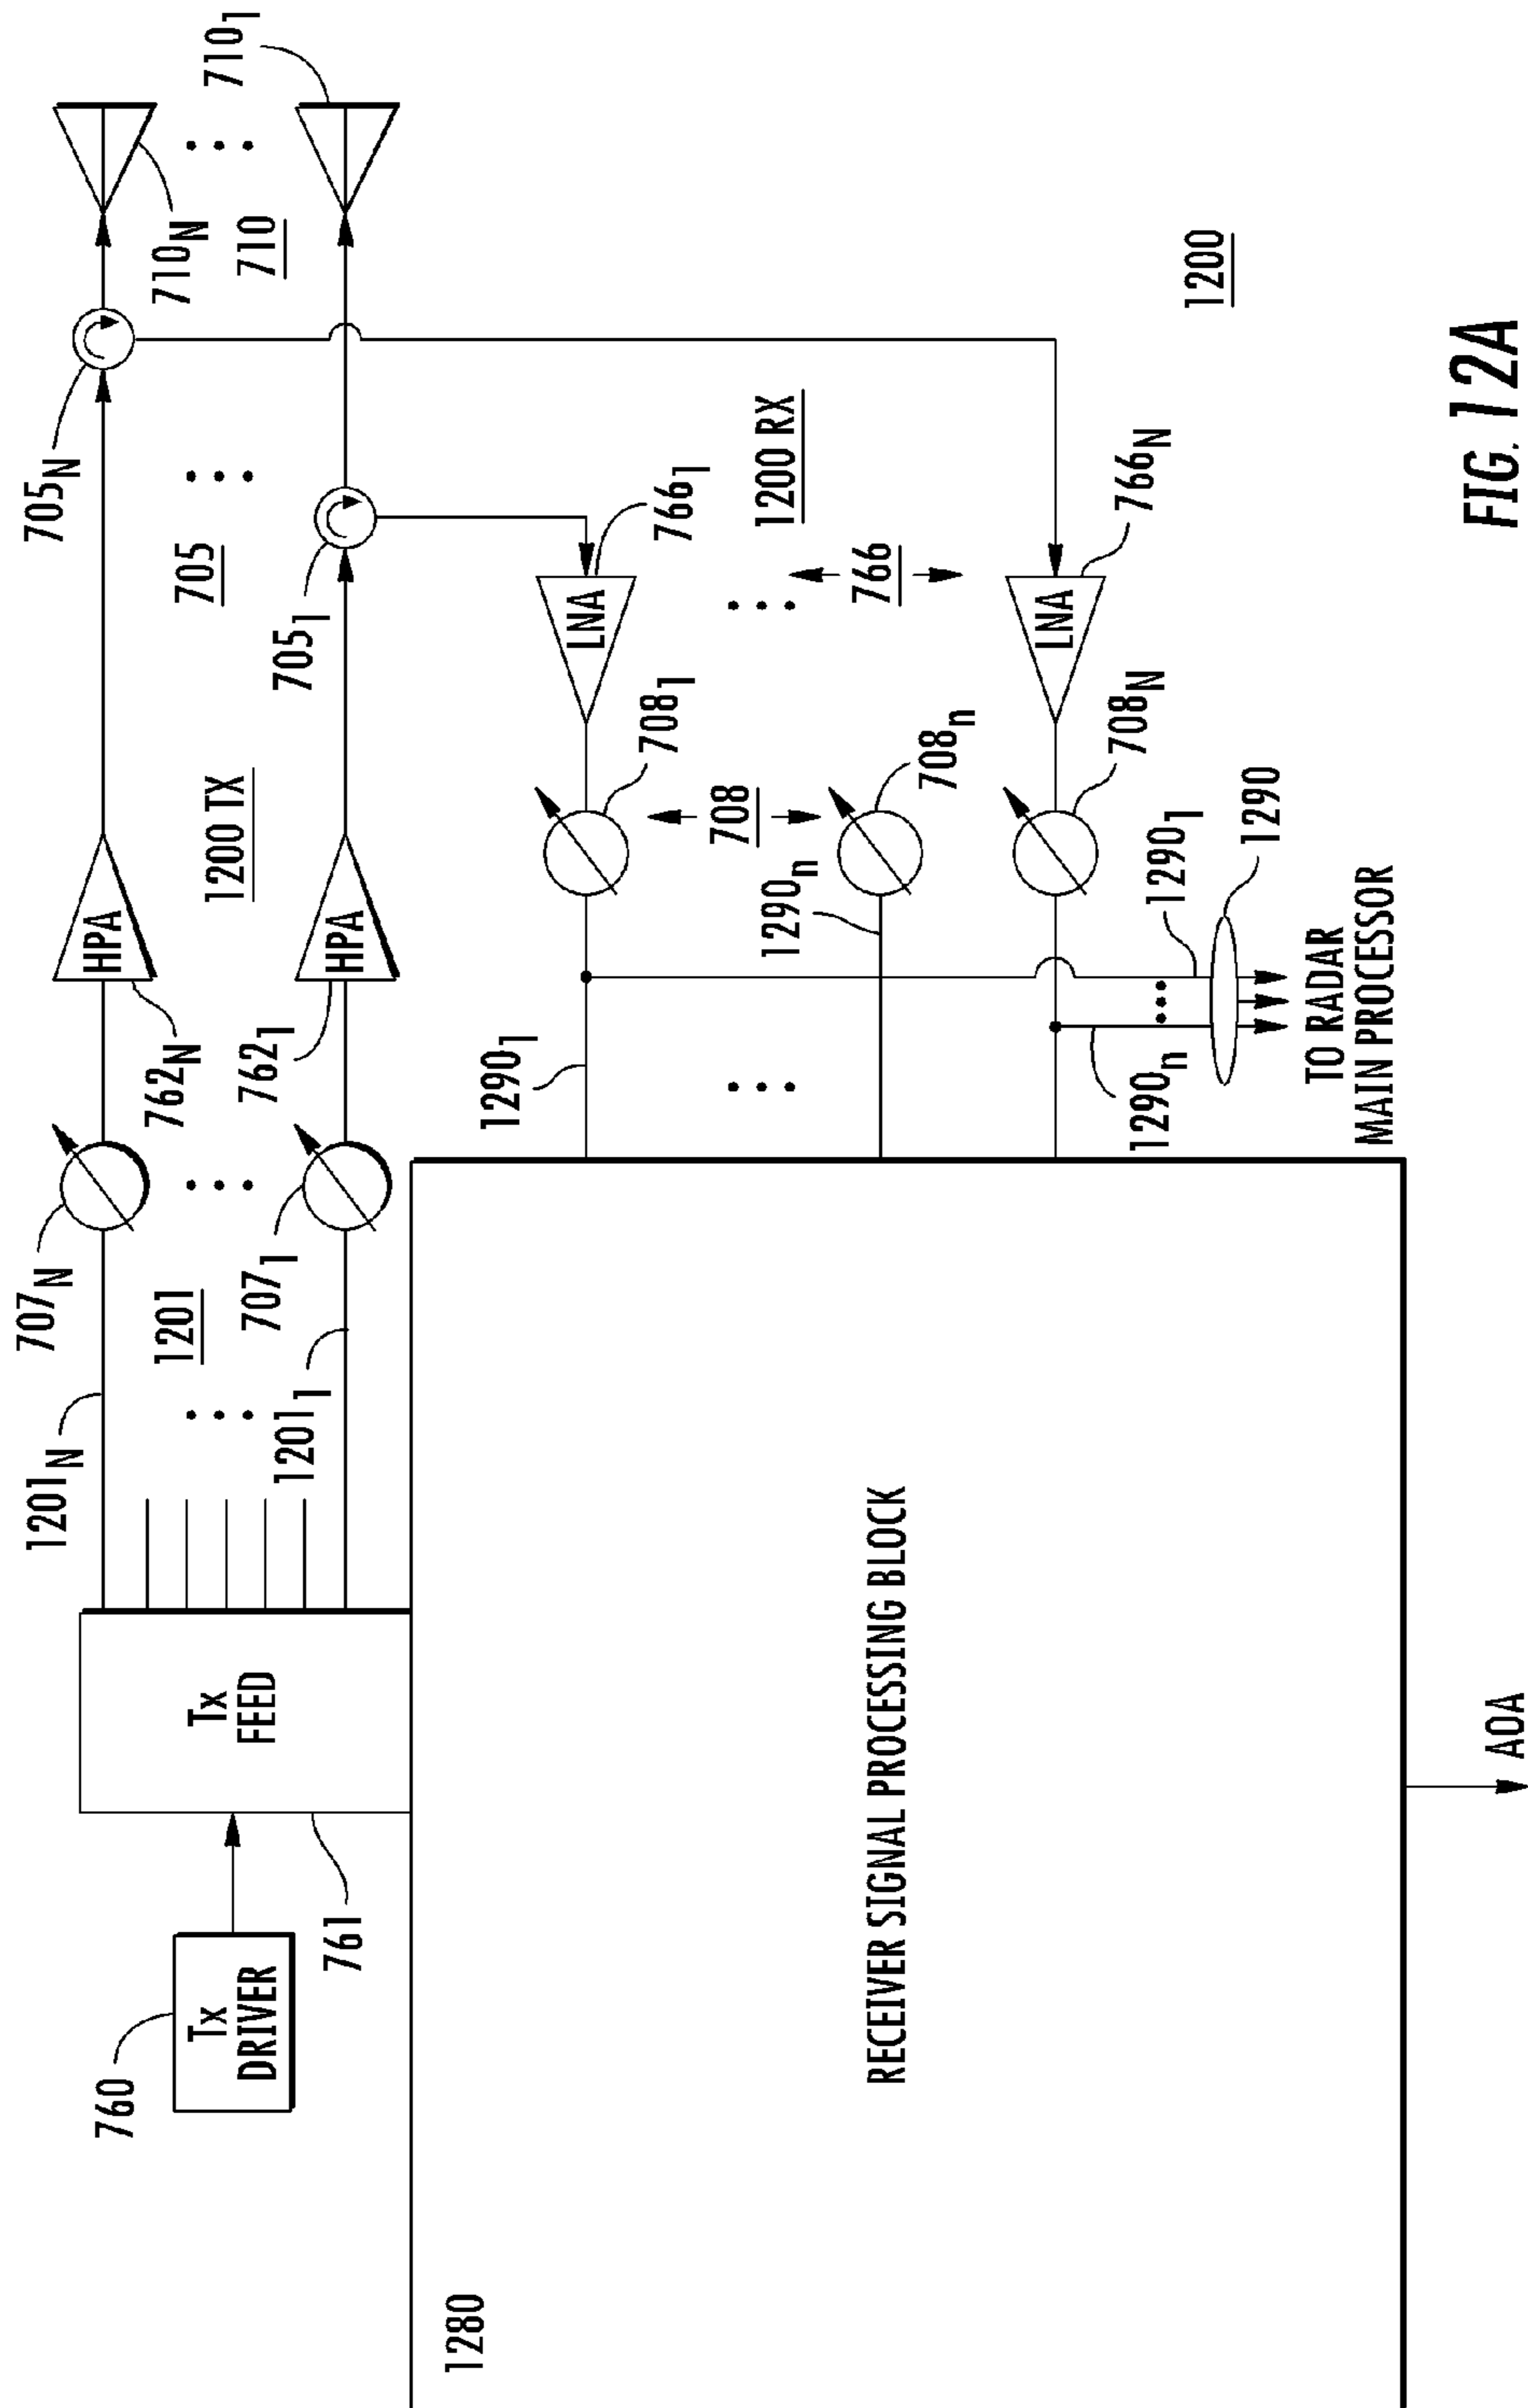 760
Tx
DRIVER
761
Tx
FEED
1201N
1201
12011
707N
7071
762N
HPA
7621
HPA
1200 TX
705N
705
7051
710N
710
7101
1280
RECEIVER SIGNAL PROCESSING BLOCK
AOA
12901
1290n
7081
708
708n
708N
LNA
7661
766
LNA
766N
1200 RX
1290n
12901
1290
TO RADAR
MAIN PROCESSOR
1200
FIG. 12A